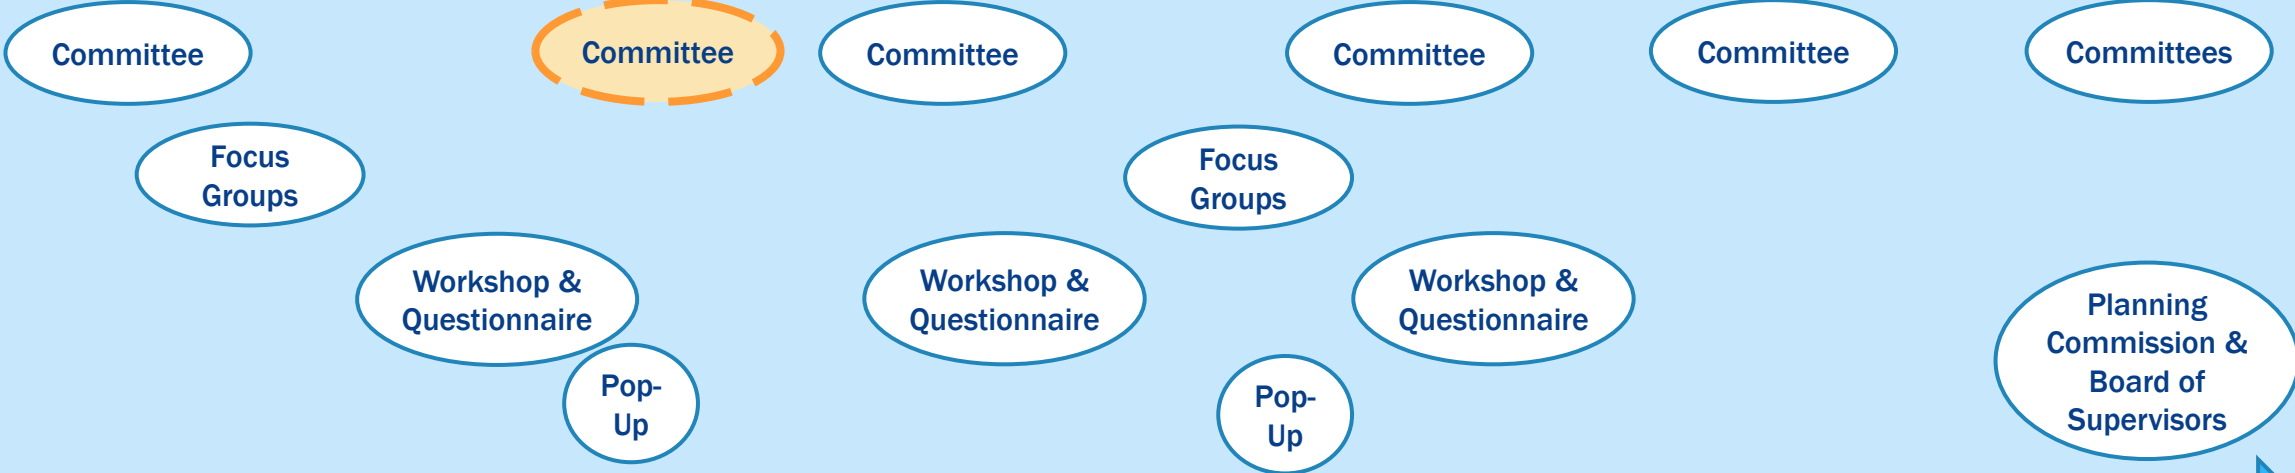 Committee
Committee
Committee
Committee
Committee
Committees
Focus
Groups
Focus
Groups
Workshop &
Questionnaire
Workshop &
Questionnaire
Workshop &
Questionnaire
Planning
Commission &
Board of
Supervisors
Pop-
Up
Pop-
Up